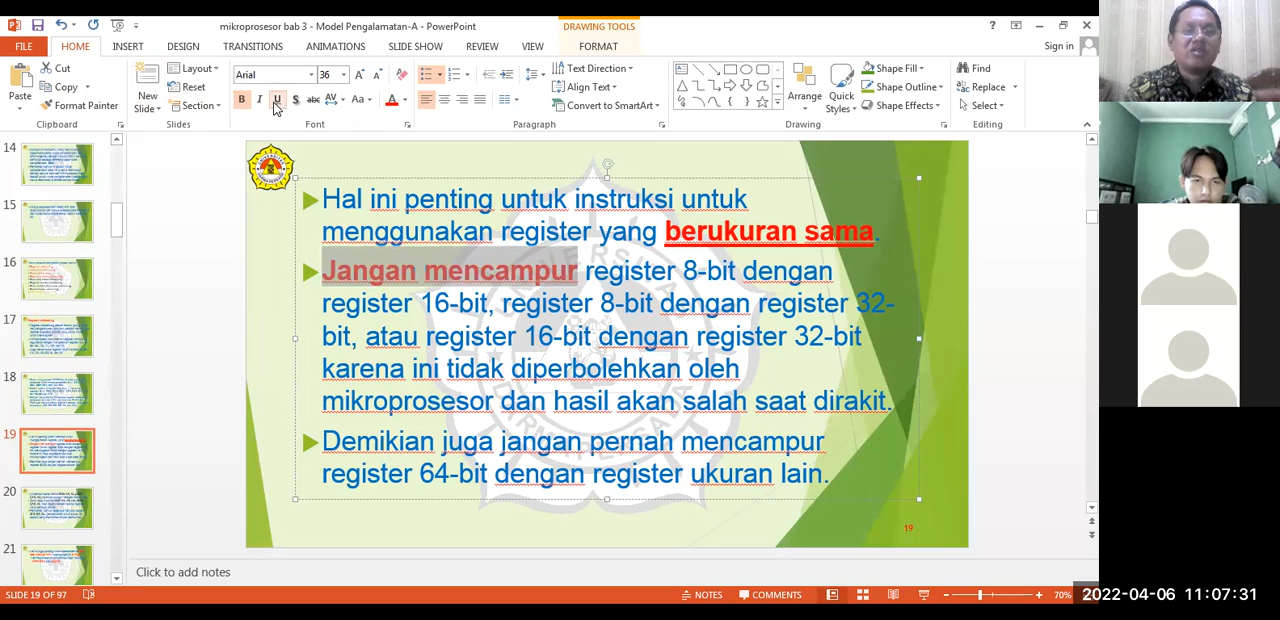 mikroprosesor bab 3 - Model Pengalamatan-A - PowerPoint
DRAWING TOOLS
FILE HOME INSERT DESIGN TRANSITIONS ANIMATIONS SLIDE SHOW REVIEW VIEW FORMAT
Sign in
Paste
Cut
Copy
Format Painter
Clipboard
New Slide
Layout
Reset
Section
Slides
Arial 36
B I U S abc AV Aa A
Font
Text Direction
Align Text
Convert to SmartArt
Paragraph
Arrange
Quick Styles
Shape Fill
Shape Outline
Shape Effects
Drawing
Find
Replace
Select
Editing
14
15
16
17
18
19
20
21
Hal ini penting untuk instruksi untuk
menggunakan register yang berukuran sama.
Jangan mencampur register 8-bit dengan
register 16-bit, register 8-bit dengan register 32-
bit, atau register 16-bit dengan register 32-bit
karena ini tidak diperbolehkan oleh
mikroprosesor dan hasil akan salah saat dirakit.
Demikian juga jangan pernah mencampur
register 64-bit dengan register ukuran lain.
19
Click to add notes
SLIDE 19 OF 97
NOTES
COMMENTS
70%
2022-04-06 11:07:31